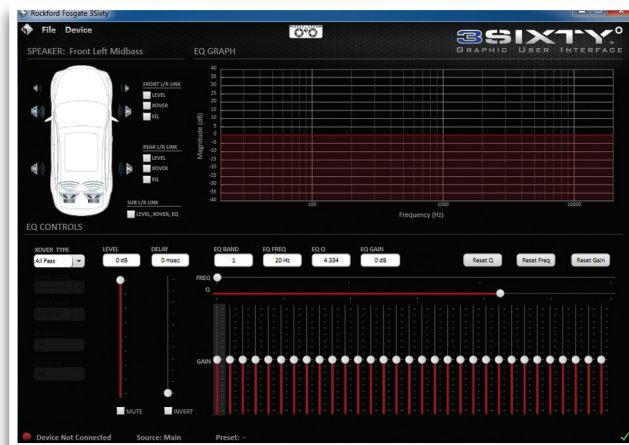 Rockford Fosgate 3Sixty
File Device
3SIXTY.°
GRAPHIC USER INTERFACE
SPEAKER: Front Left Midbass
EQ GRAPH
FRONT L/R LINK
LEVEL
XOVER
EQ
REAR L/R LINK
LEVEL
XOVER
EQ
SUB L/R LINK
LEVEL, XOVER, EQ
Magnitude (dB)
40
35
30
25
20
15
10
5
0
-5
-10
-15
-20
-25
-30
-35
-40
100 1000 10000
Frequency (Hz)
EQ CONTROLS
XOVER TYPE LEVEL DELAY EQ BAND EQ FREQ EQ Q EQ GAIN
All Pass 0 dB 0 msec 1 20 Hz 4.334 0 dB Reset Q Reset Freq Reset Gain
FREQ
Q
GAIN
MUTE INVERT
Device Not Connected Source: Main Preset: -